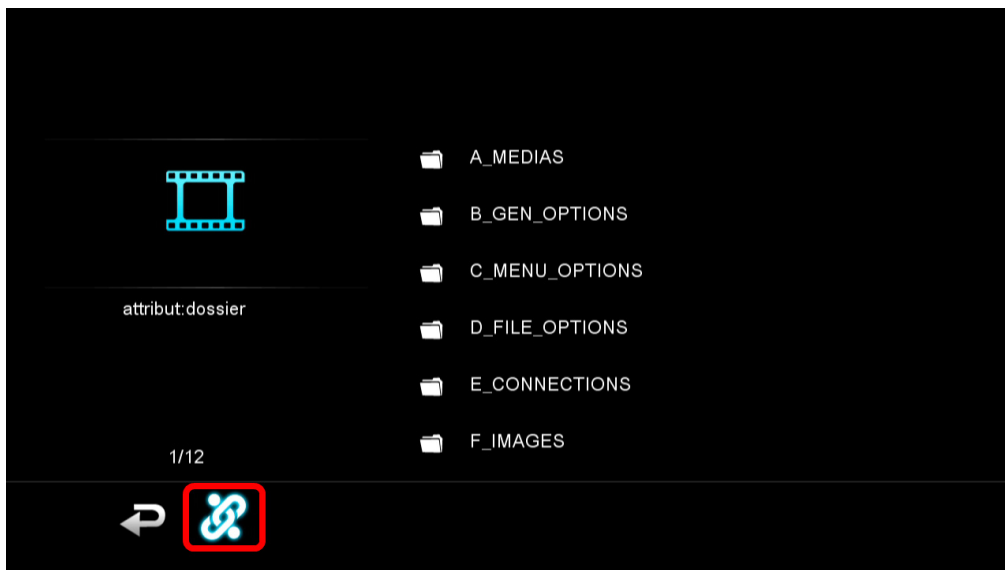 attribut:dossier
1/12
A_MEDIAS
B_GEN_OPTIONS
C_MENU_OPTIONS
D_FILE_OPTIONS
E_CONNECTIONS
F_IMAGES